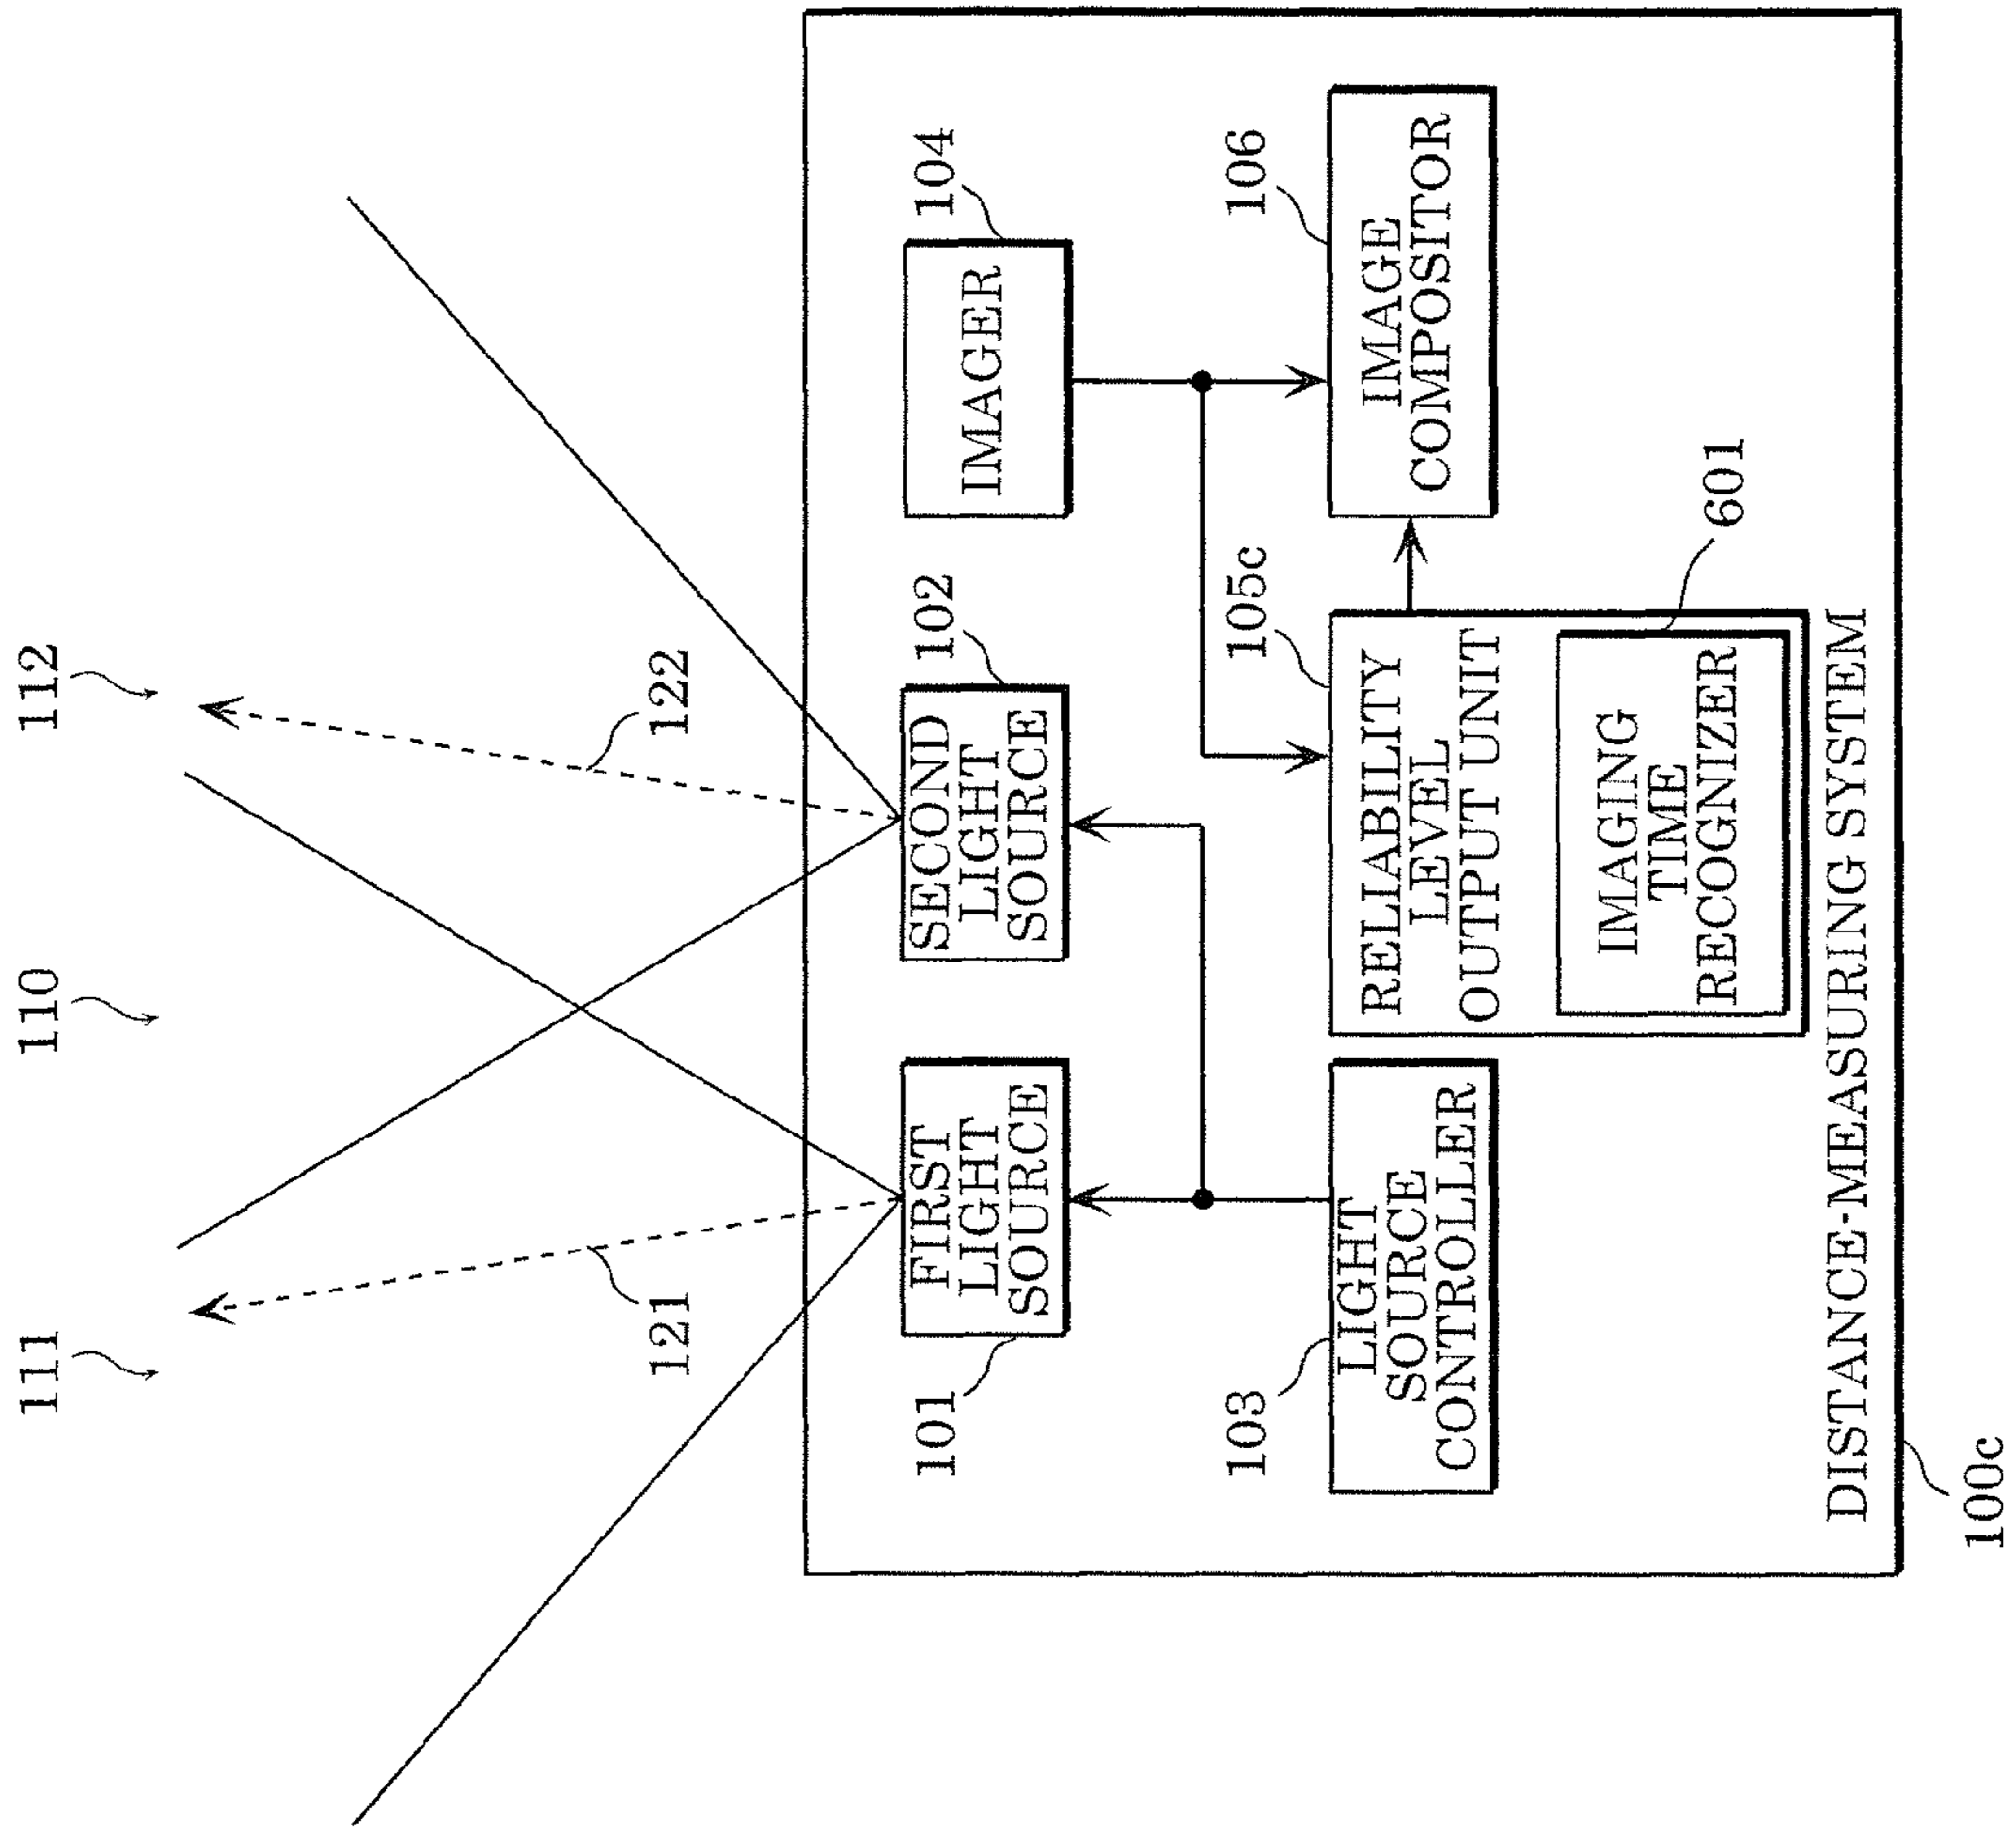 111
110
112
121
122
101
FIRST
LIGHT
SOURCE
102
SECOND
LIGHT
SOURCE
104
IMAGER
103
LIGHT
SOURCE
CONTROLLER
105c
RELIABILITY
LEVEL
OUTPUT UNIT
IMAGING
TIME
RECOGNIZER
601
106
IMAGE
COMPOSITOR
DISTANCE-MEASURING SYSTEM
100c